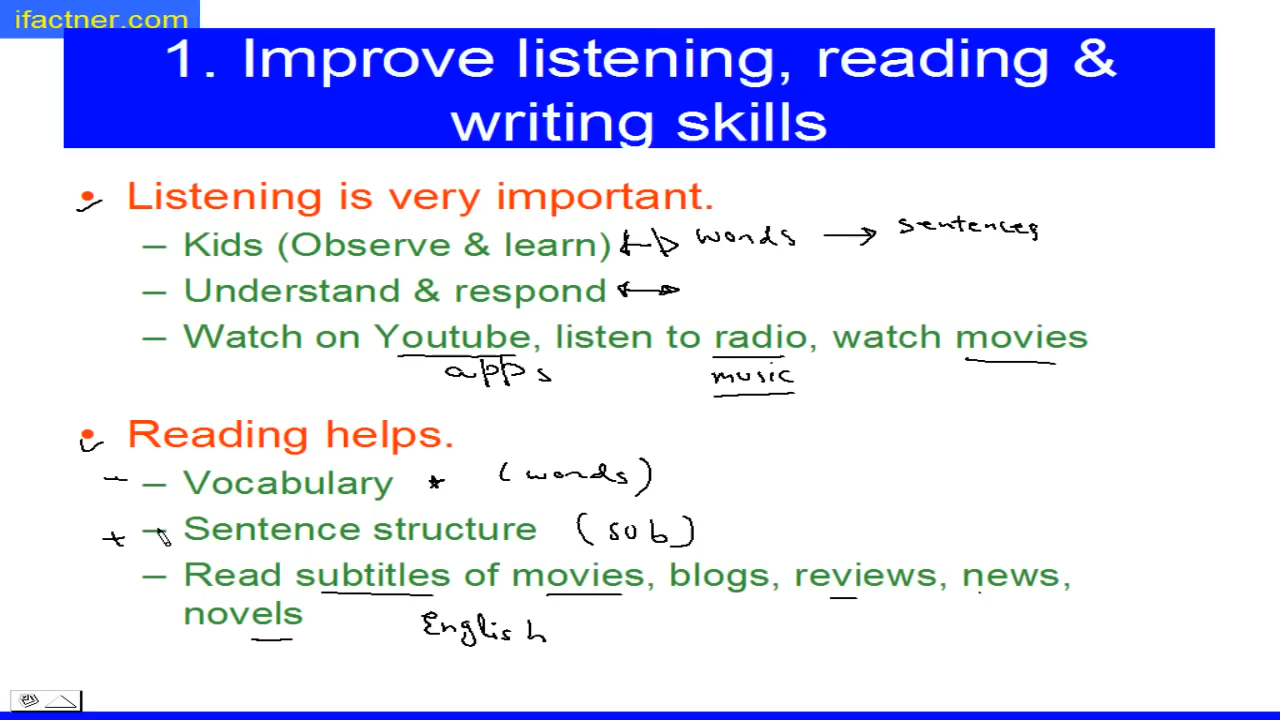 ifactner.com
1. Improve listening, reading &
writing skills
• Listening is very important.
– Kids (Observe & learn) words → sentences
– Understand & respond
– Watch on Youtube, listen to radio, watch movies
apps music
• Reading helps.
– Vocabulary * (words)
– Sentence structure (sob)
– Read subtitles of movies, blogs, reviews, news,
novels
English